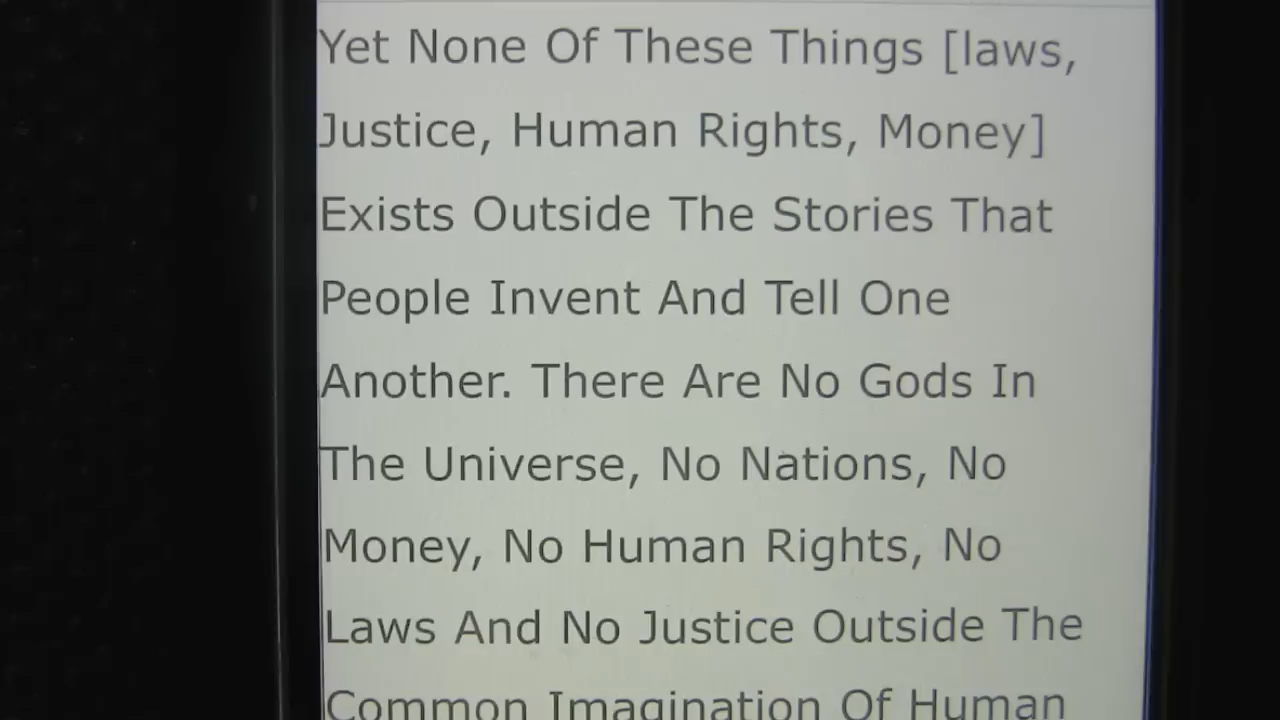 Yet None Of These Things [laws,
Justice, Human Rights, Money]
Exists Outside The Stories That
People Invent And Tell One
Another. There Are No Gods In
The Universe, No Nations, No
Money, No Human Rights, No
Laws And No Justice Outside The
Common Imagination Of Human